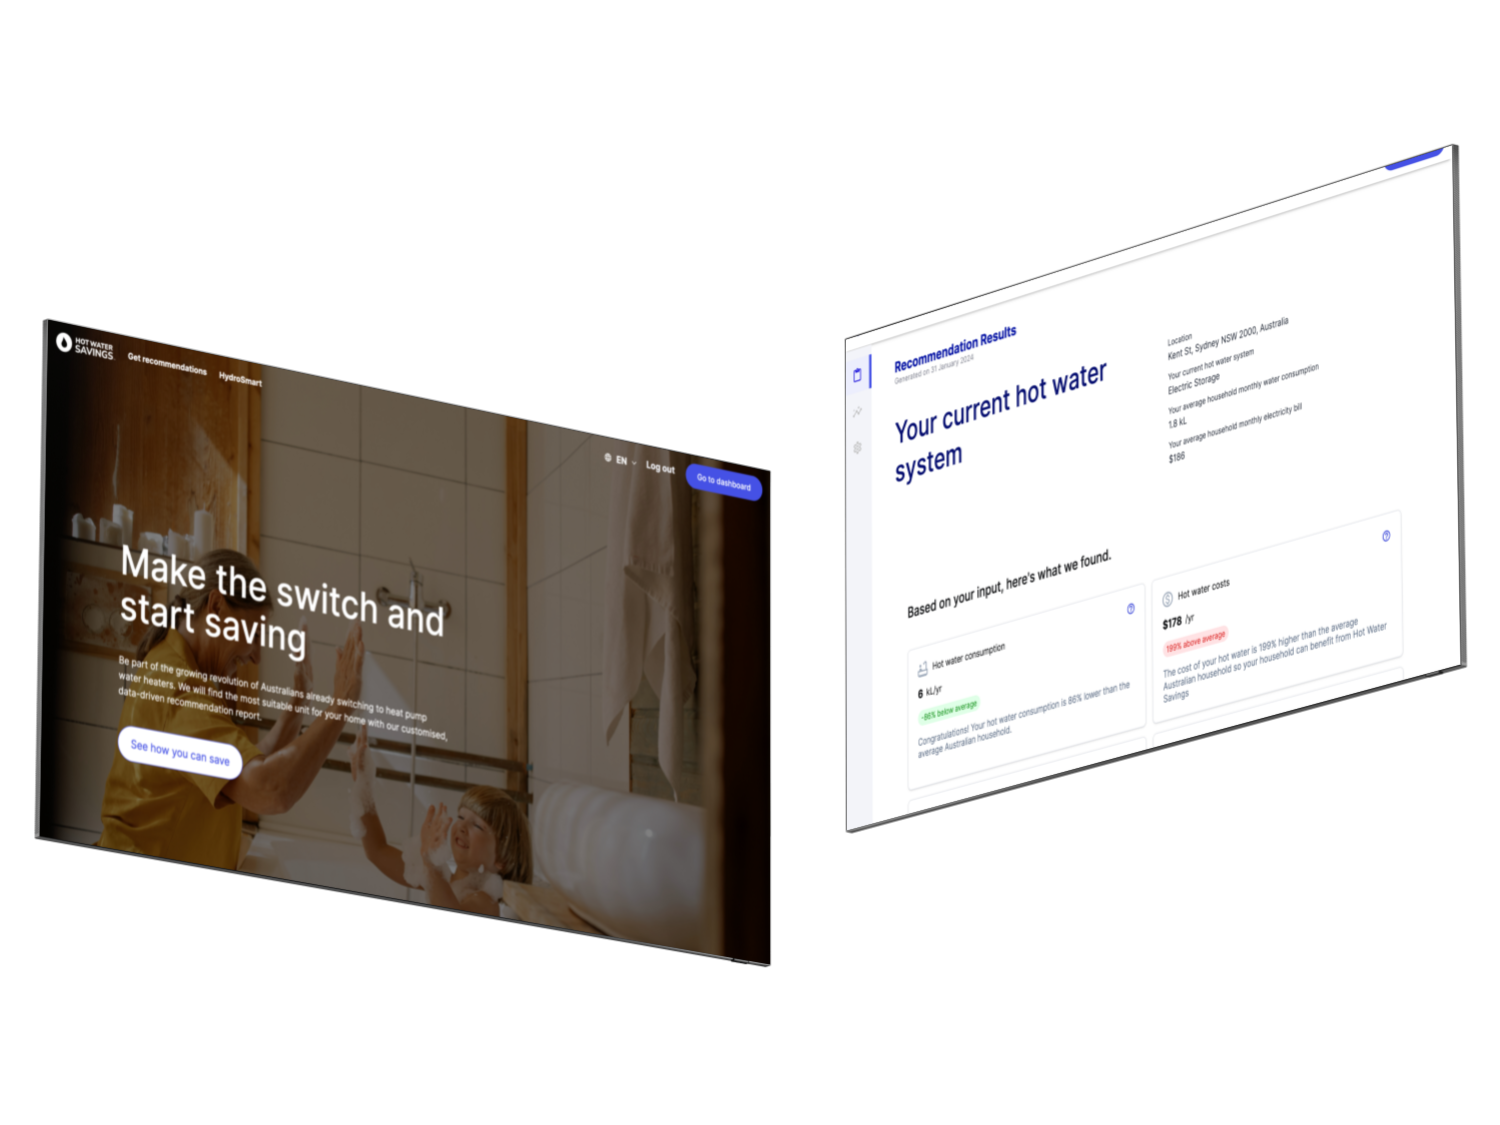 HOT WATER
SAVINGS
Get recommendations
HydroSmart
EN
Log out
Go to dashboard
Make the switch and
start saving
Be part of the growing revolution of Australians already switching to heat pump
water heaters. We will find the most suitable unit for your home with our customised,
data-driven recommendation report.
See how you can save
Recommendation Results
Generated on 31 January 2024
Your current hot water
system
Location
Kent St, Sydney NSW 2000, Australia
Your current hot water system
Electric Storage
Your average household monthly water consumption
1.8 kL
Your average household monthly electricity bill
$186
Based on your input, here's what we found.
Hot water consumption
6 kL/yr
-86% below average
Congratulations! Your hot water consumption is 86% lower than the
average Australian household.
Hot water costs
$178 /yr
199% above average
The cost of your hot water is 199% higher than the average
Australian household so your household can benefit from Hot Water
Savings